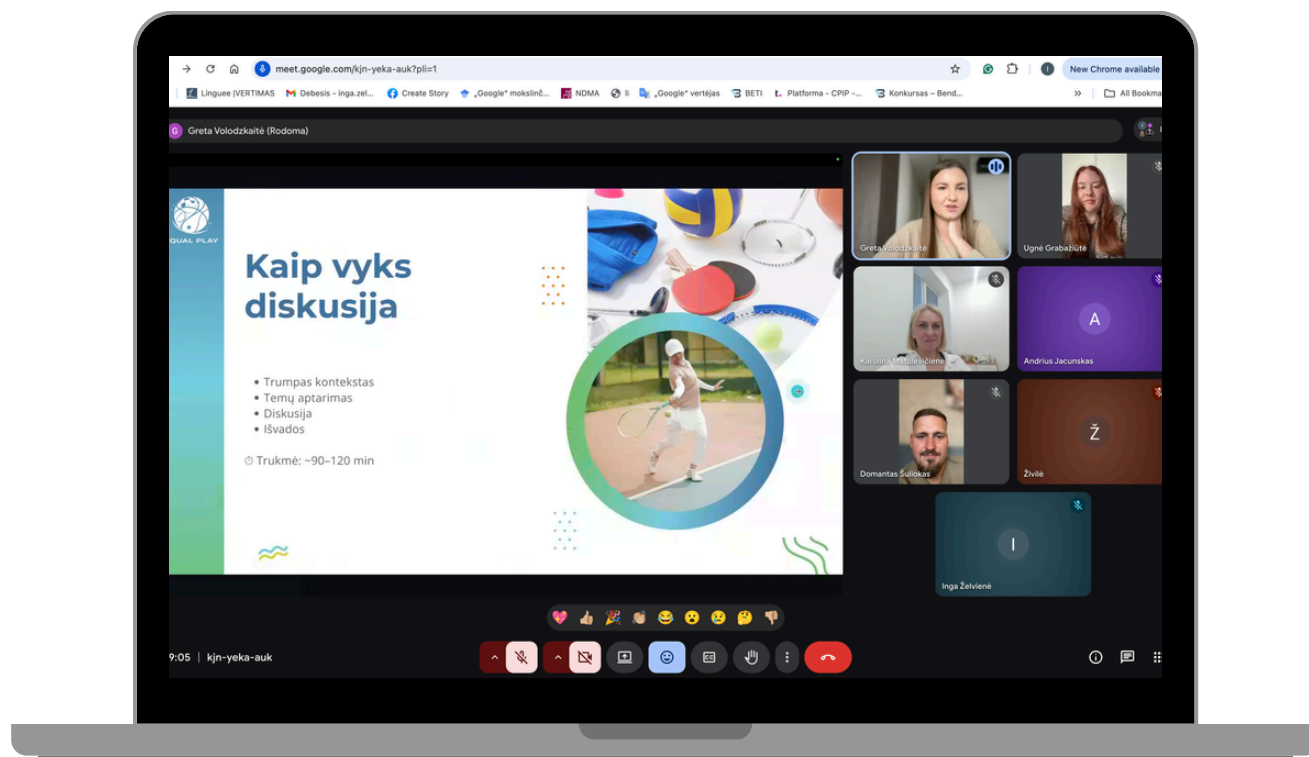 meet.google.com/kjn-yeka-auk?pli=1
New Chrome available
Linguee |VERTIMAS
Debesis - inga.zel...
Create Story
„Google“ mokslinč...
NDMA
li
„Google“ vertėjas
BETI
Platforma - CPIP -...
Konkursas – Bend...
All Bookma
G Greta Volodzkaitė (Rodoma)
QUAL PLAY
Kaip vyks
diskusija
• Trumpas kontekstas
• Temų aptarimas
• Diskusija
• Išvados
Trukmė: ~90–120 min
Greta Volodzkaitė
Ugnė Grabažiūtė
Karolina Matulevičienė
A
Andrius Jacunskas
Domantas Šuliokas
Ž
Živilė
I
Inga Želvienė
9:05 | kjn-yeka-auk